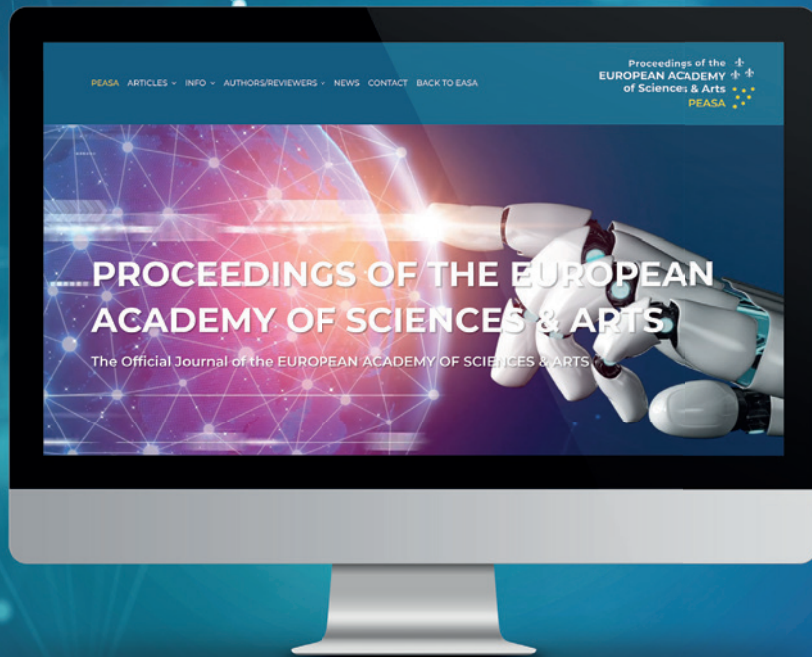 PEASA ARTICLES INFO AUTHORS/REVIEWERS NEWS CONTACT BACK TO EASA
Proceedings of the
EUROPEAN ACADEMY
of Sciences & Arts
PEASA
PROCEEDINGS OF THE EUROPEAN
ACADEMY OF SCIENCES & ARTS
The Official Journal of the EUROPEAN ACADEMY OF SCIENCES & ARTS